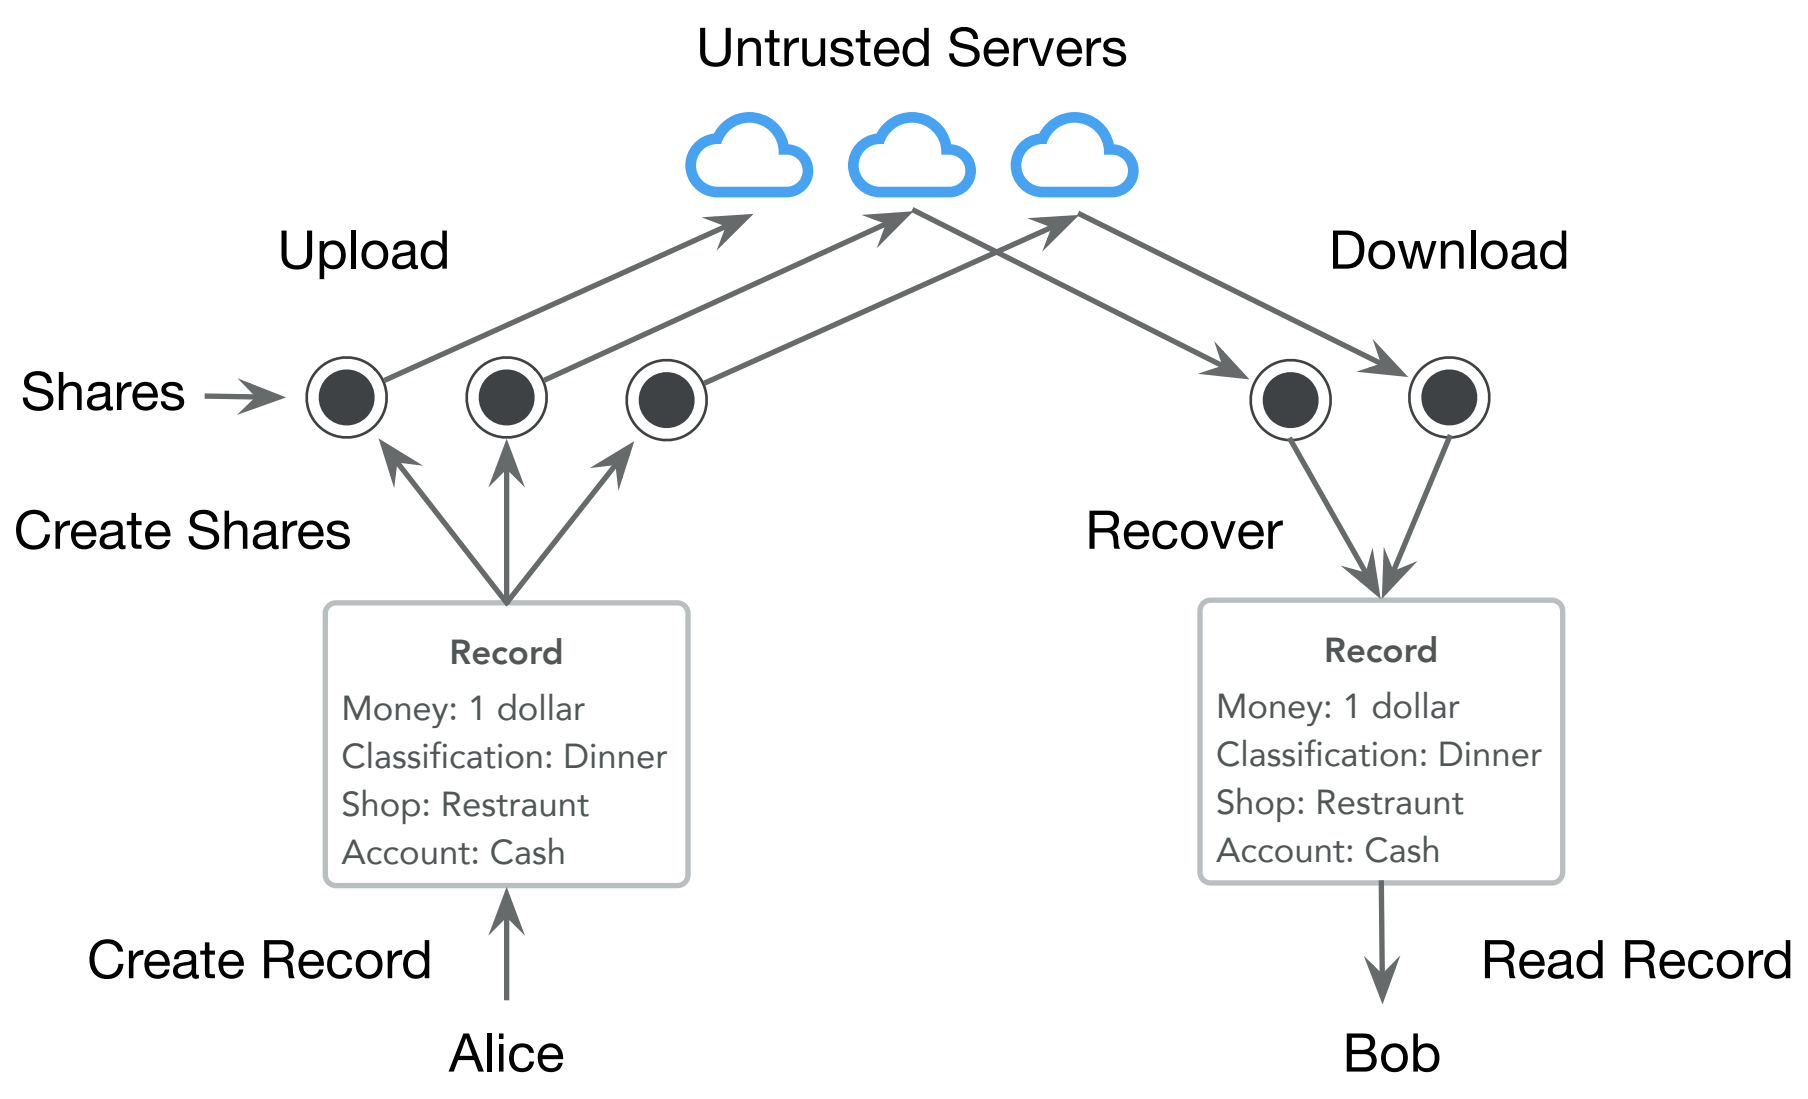 Untrusted Servers
Upload
Download
Shares
Create Shares
Recover
Record
Money: 1 dollar
Classification: Dinner
Shop: Restraunt
Account: Cash
Record
Money: 1 dollar
Classification: Dinner
Shop: Restraunt
Account: Cash
Create Record
Read Record
Alice
Bob